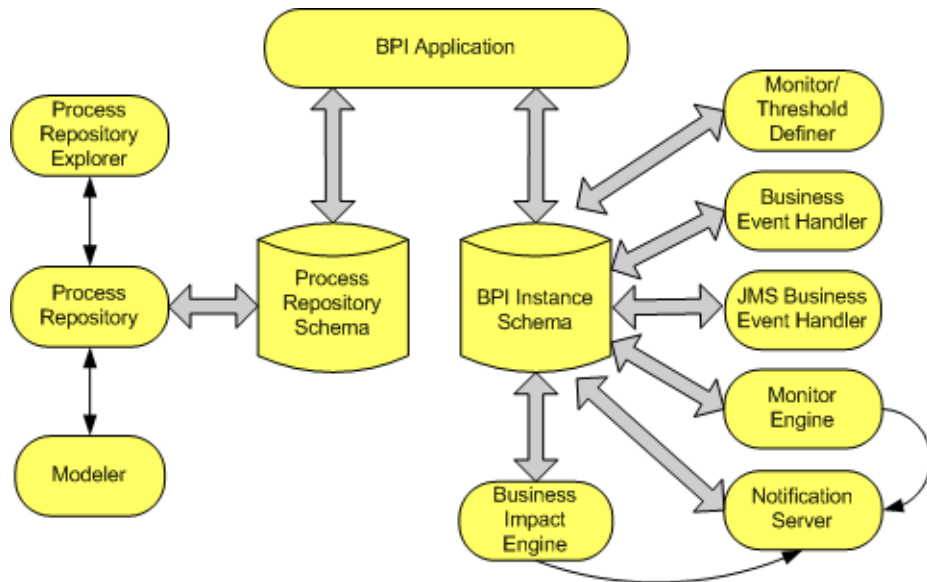 BPI Application
Process
Repository
Explorer
Monitor/
Threshold
Definer
Business
Event Handler
Process
Repository
Process
Repository
Schema
BPI Instance
Schema
JMS Business
Event Handler
Monitor
Engine
Modeler
Business
Impact
Engine
Notification
Server